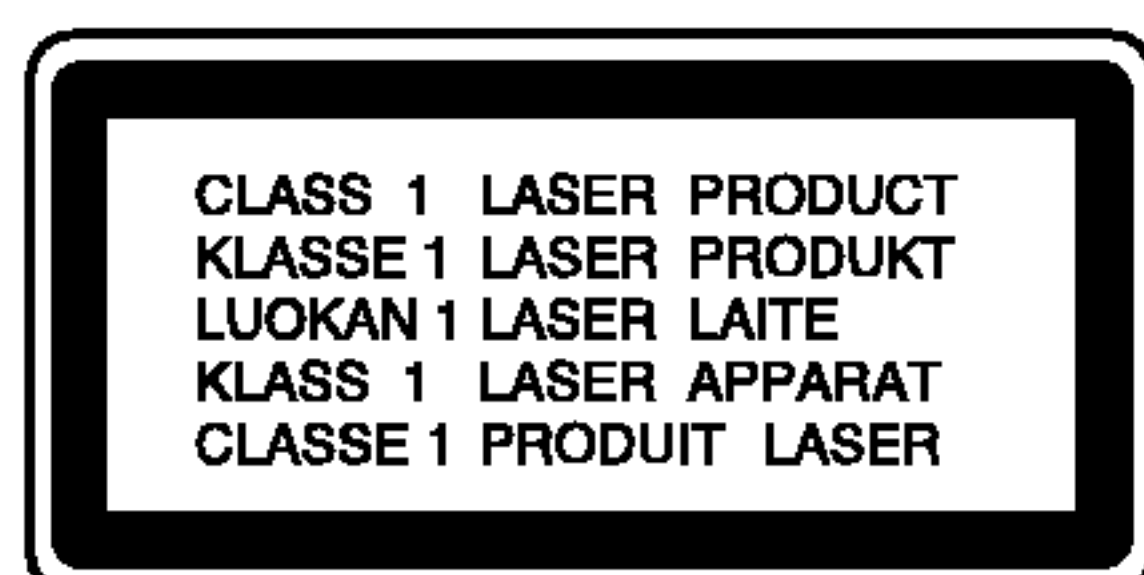 CLASS 1 LASER PRODUCT
KLASSE 1 LASER PRODUKT
LUOKAN 1 LASER LAITE
KLASS 1 LASER APPARAT
CLASSE 1 PRODUIT LASER